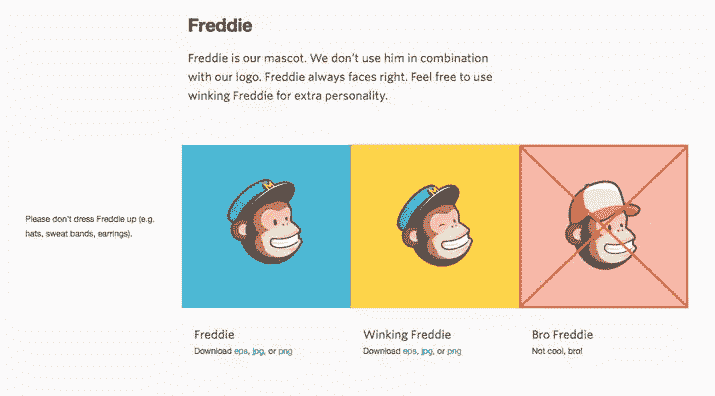 Freddie
Freddie is our mascot. We don't use him in combination
with our logo. Freddie always faces right. Feel free to use
winking Freddie for extra personality.
Please don't dress Freddie up (e.g.
hats, sweat bands, earrings).
Freddie
Download eps, jpg, or png
Winking Freddie
Download eps, jpg, or png
Bro Freddie
Not cool, bro!